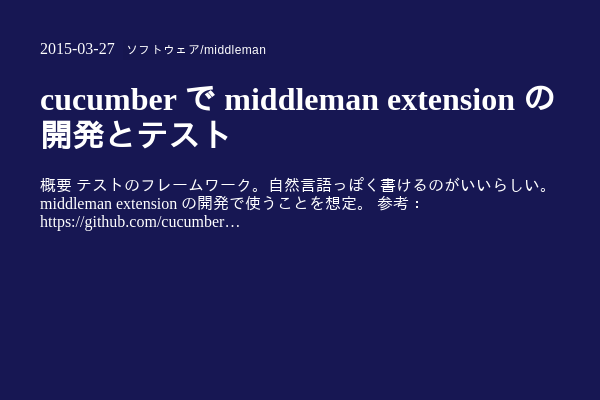 2015-03-27 ソフトウェア/middleman
cucumber で middleman extension の
開発とテスト
概要 テストのフレームワーク。自然言語っぽく書けるのがいいらしい。
middleman extension の開発で使うことを想定。 参考：
https://github.com/cucumber…